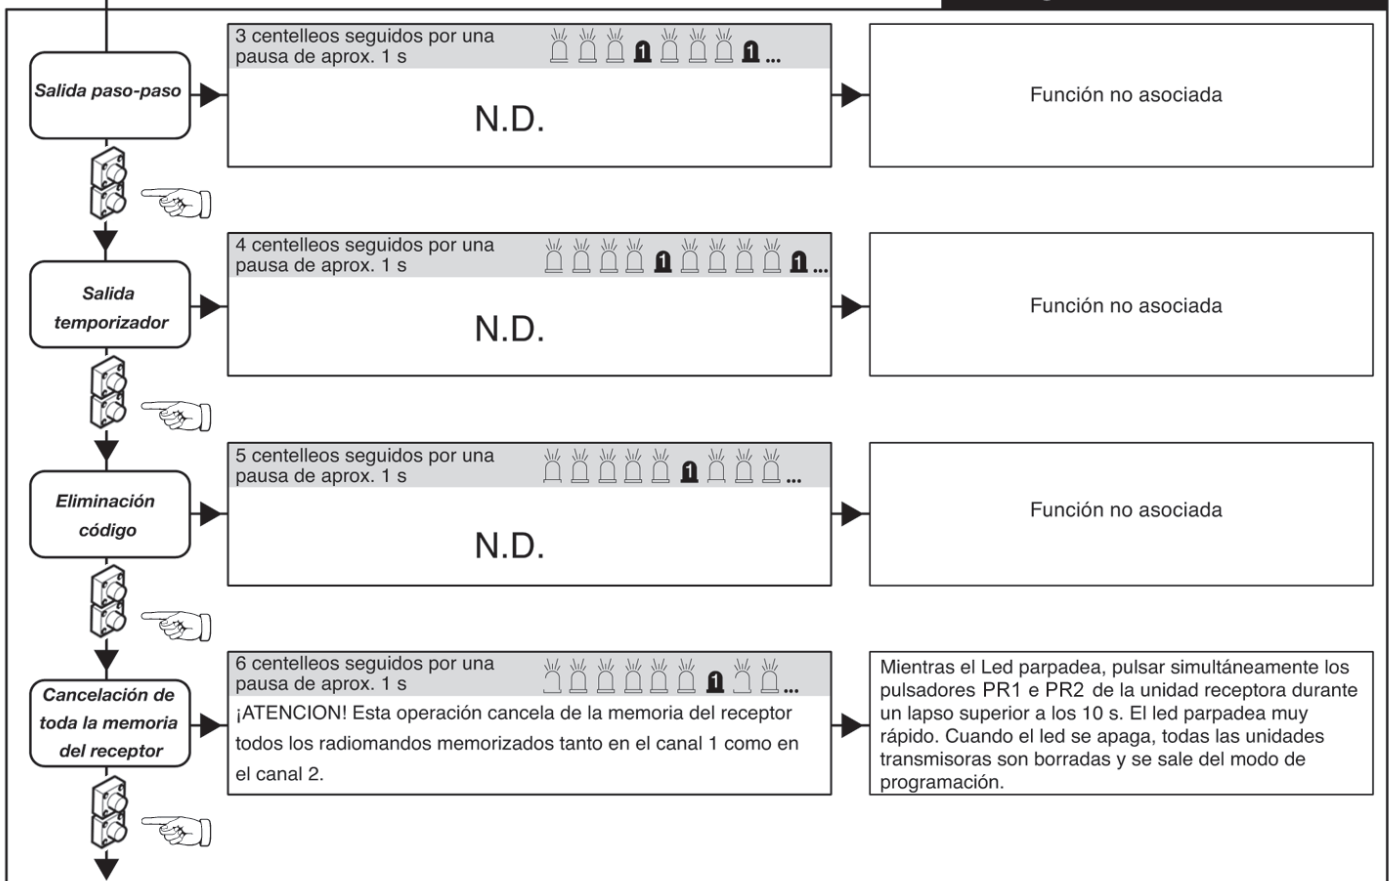 3 centelleos seguidos por una
pausa de aprox. 1 s
1 1 ...
Salida paso-paso
N.D.
Función no asociada
4 centelleos seguidos por una
pausa de aprox. 1 s
1 1 ...
Salida
temporizador
N.D.
Función no asociada
5 centelleos seguidos por una
pausa de aprox. 1 s
1 ...
Eliminación
código
N.D.
Función no asociada
6 centelleos seguidos por una
pausa de aprox. 1 s
1 ...
Cancelación de
toda la memoria
del receptor
¡ATENCION! Esta operación cancela de la memoria del receptor
todos los radiomandos memorizados tanto en el canal 1 como en
el canal 2.
Mientras el Led parpadea, pulsar simultáneamente los
pulsadores PR1 e PR2 de la unidad receptora durante
un lapso superior a los 10 s. El led parpadea muy
rápido. Cuando el led se apaga, todas las unidades
transmisoras son borradas y se sale del modo de
programación.